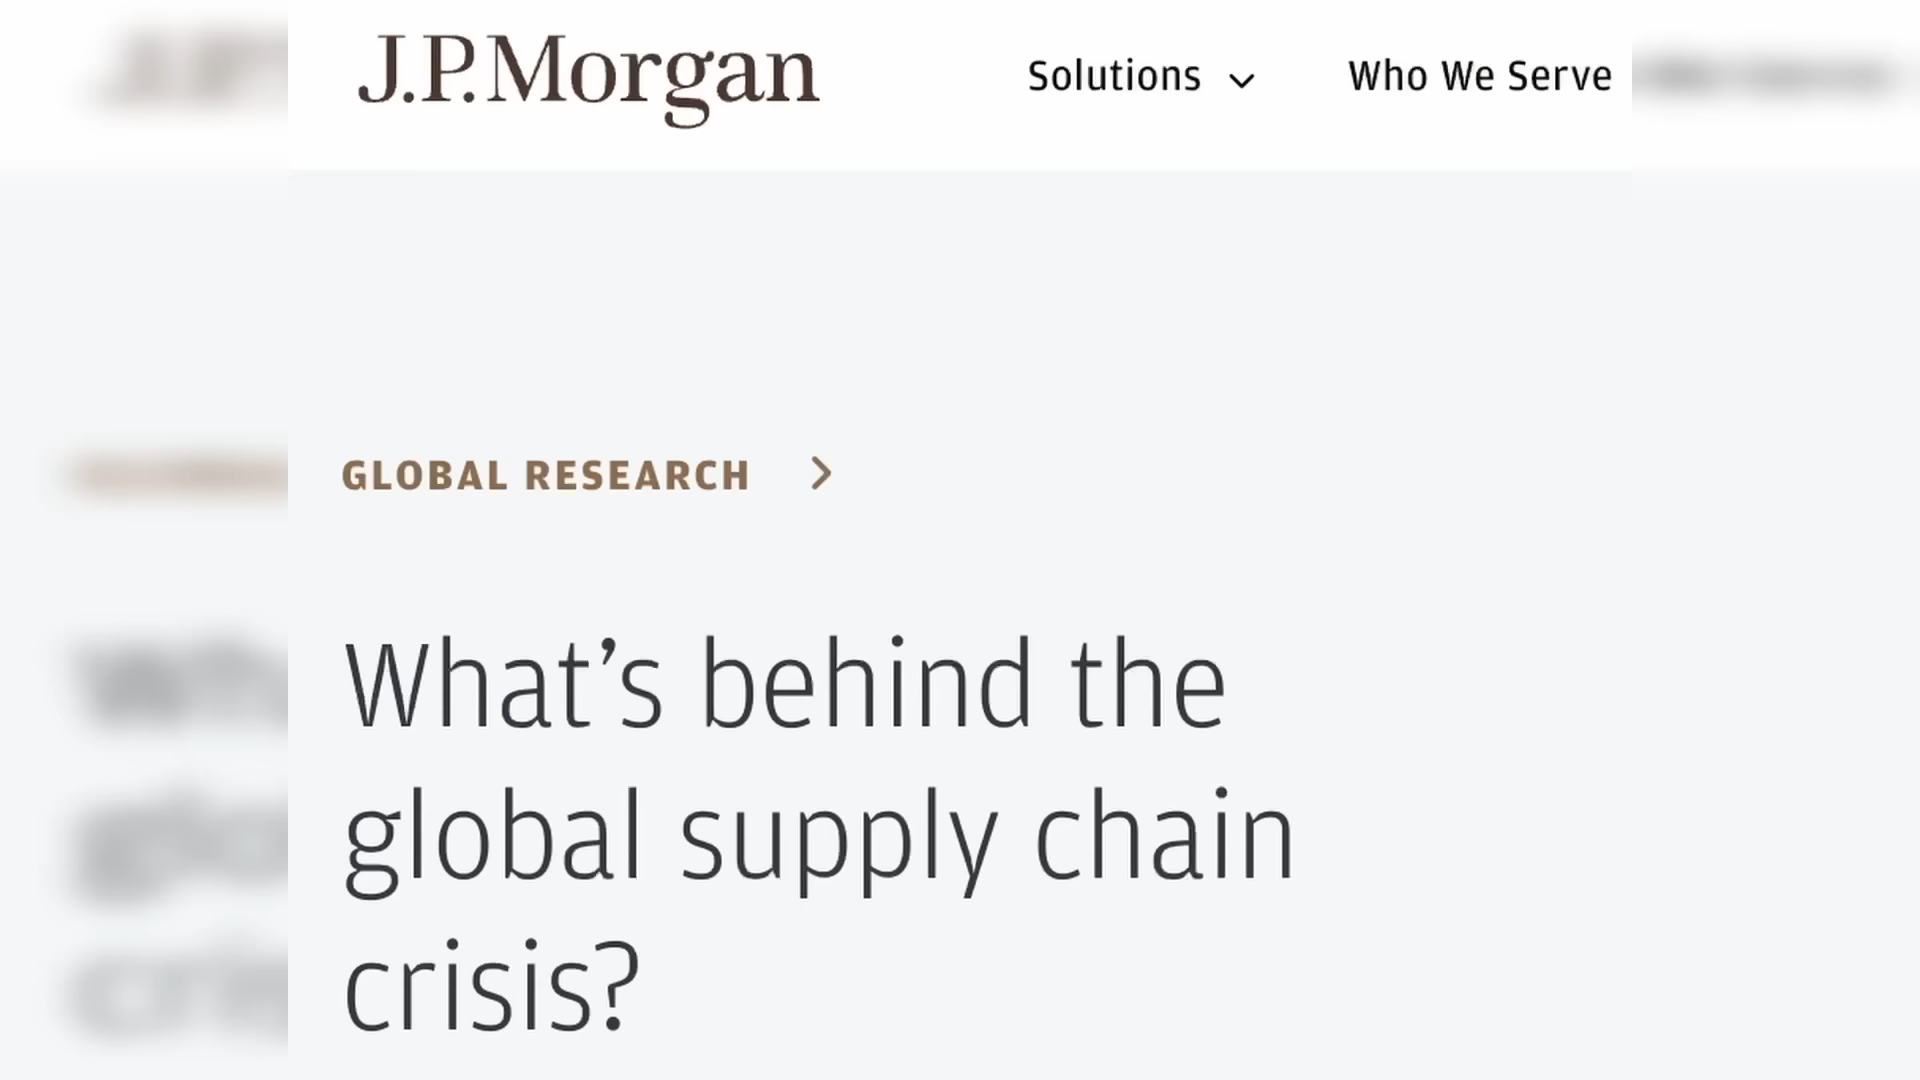 J.P.Morgan
Solutions
Who We Serve
GLOBAL RESEARCH
What’s behind the
global supply chain
crisis?